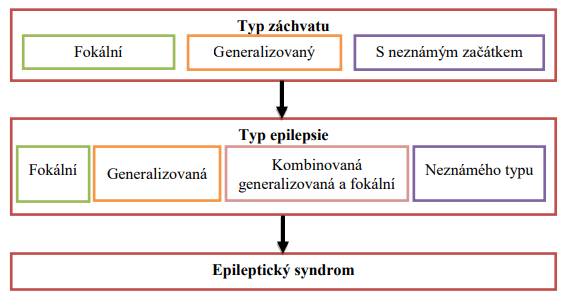 Typ záchvatu
Fokální
Generalizovaný
S neznámým začátkem
Typ epilepsie
Fokální
Generalizovaná
Kombinovaná
generalizovaná a fokální
Neznámého typu
Epileptický syndrom